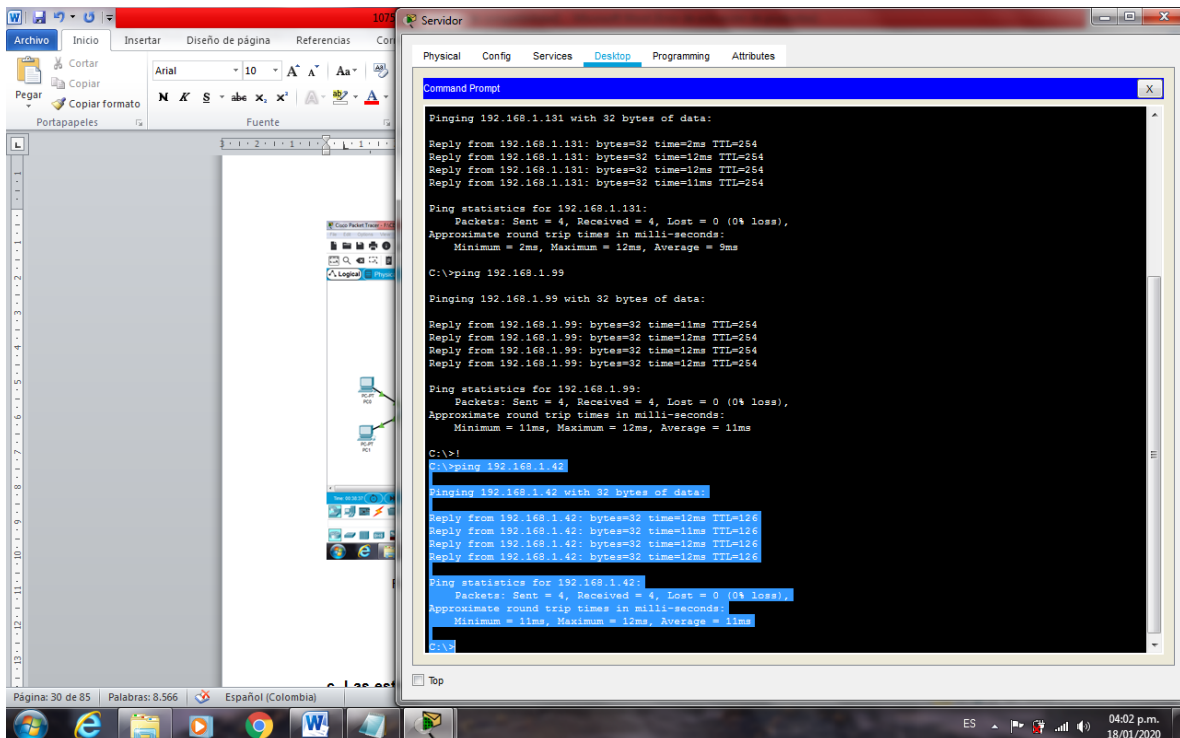 1075
Archivo Inicio Insertar Diseño de página Referencias
Pegar
Cortar
Copiar
Copiar formato
Portapapeles
Arial 10
N K S abc x₂ x²
Fuente
Logical
PC-PT
PC0
PC-PT
PC1
Página: 30 de 85 Palabras: 8.566 Español (Colombia)
Servidor
Physical Config Services Desktop Programming Attributes
Command Prompt X
Pinging 192.168.1.131 with 32 bytes of data:
Reply from 192.168.1.131: bytes=32 time=2ms TTL=254
Reply from 192.168.1.131: bytes=32 time=12ms TTL=254
Reply from 192.168.1.131: bytes=32 time=12ms TTL=254
Reply from 192.168.1.131: bytes=32 time=11ms TTL=254
Ping statistics for 192.168.1.131:
Packets: Sent = 4, Received = 4, Lost = 0 (0% loss),
Approximate round trip times in milli-seconds:
Minimum = 2ms, Maximum = 12ms, Average = 9ms
C:\>ping 192.168.1.99
Pinging 192.168.1.99 with 32 bytes of data:
Reply from 192.168.1.99: bytes=32 time=11ms TTL=254
Reply from 192.168.1.99: bytes=32 time=12ms TTL=254
Reply from 192.168.1.99: bytes=32 time=12ms TTL=254
Reply from 192.168.1.99: bytes=32 time=12ms TTL=254
Ping statistics for 192.168.1.99:
Packets: Sent = 4, Received = 4, Lost = 0 (0% loss),
Approximate round trip times in milli-seconds:
Minimum = 11ms, Maximum = 12ms, Average = 11ms
C:\>!
C:\>ping 192.168.1.42
Pinging 192.168.1.42 with 32 bytes of data:
Reply from 192.168.1.42: bytes=32 time=12ms TTL=126
Reply from 192.168.1.42: bytes=32 time=11ms TTL=126
Reply from 192.168.1.42: bytes=32 time=12ms TTL=126
Reply from 192.168.1.42: bytes=32 time=12ms TTL=126
Ping statistics for 192.168.1.42:
Packets: Sent = 4, Received = 4, Lost = 0 (0% loss),
Approximate round trip times in milli-seconds:
Minimum = 11ms, Maximum = 12ms, Average = 11ms
C:\>
Top
ES 04:02 p.m.
18/01/2020